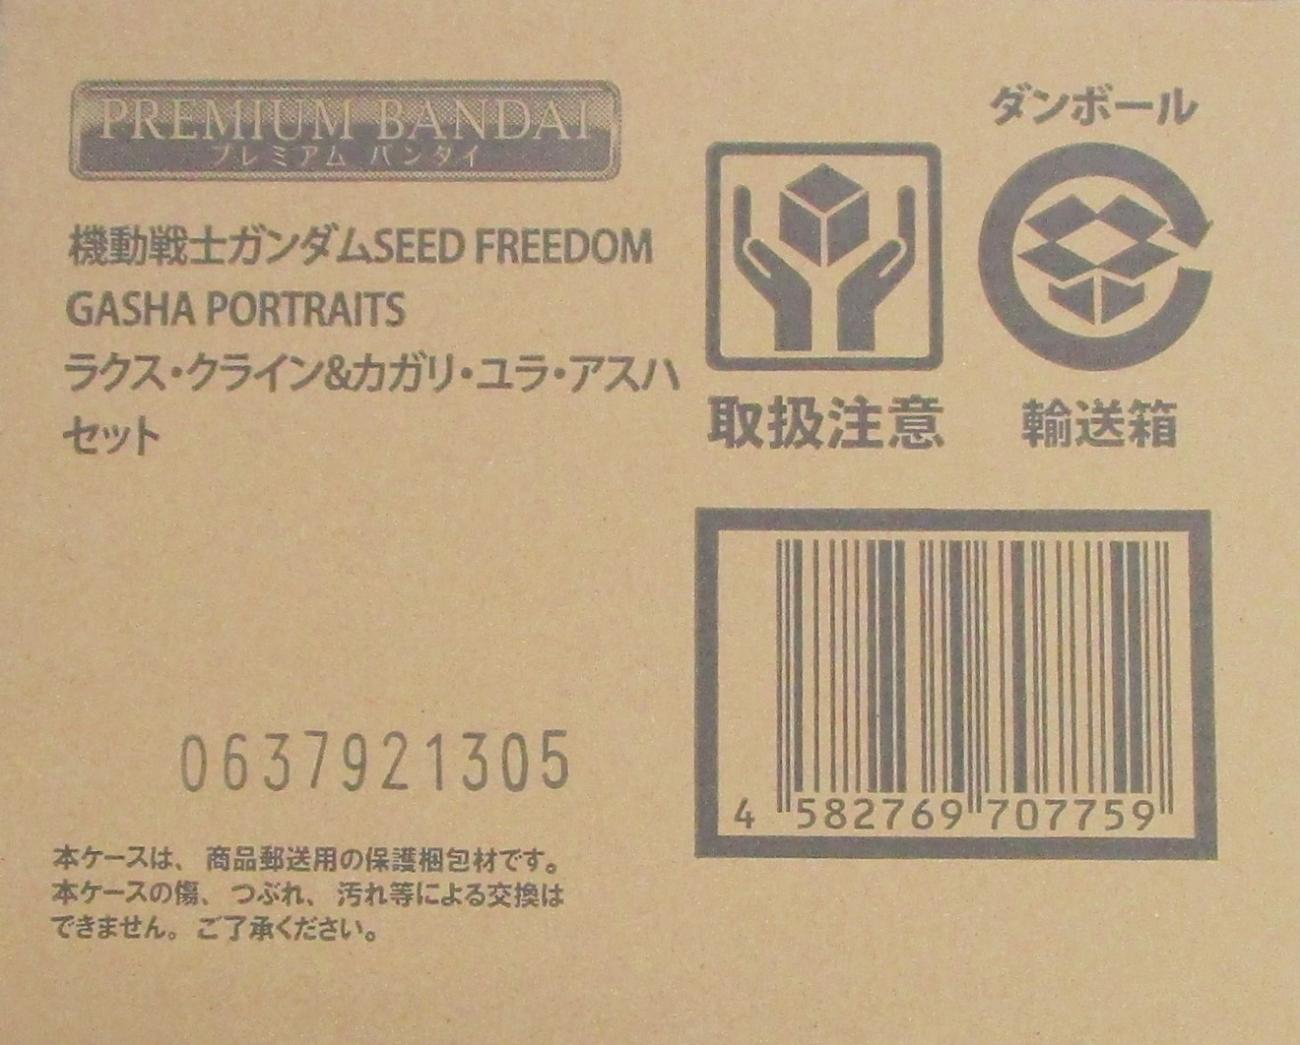 PREMIUM BANDAI
プレミアム バンダイ
機動戦士ガンダムSEED FREEDOM
GASHA PORTRAITS
ラクス・クライン&カガリ・ユラ・アスハ
セット
ダンボール
取扱注意
輸送箱
4 582769 707759
0637921305
本ケースは、商品郵送用の保護梱包材です。
本ケースの傷、つぶれ、汚れ等による交換は
できません。ご了承ください。